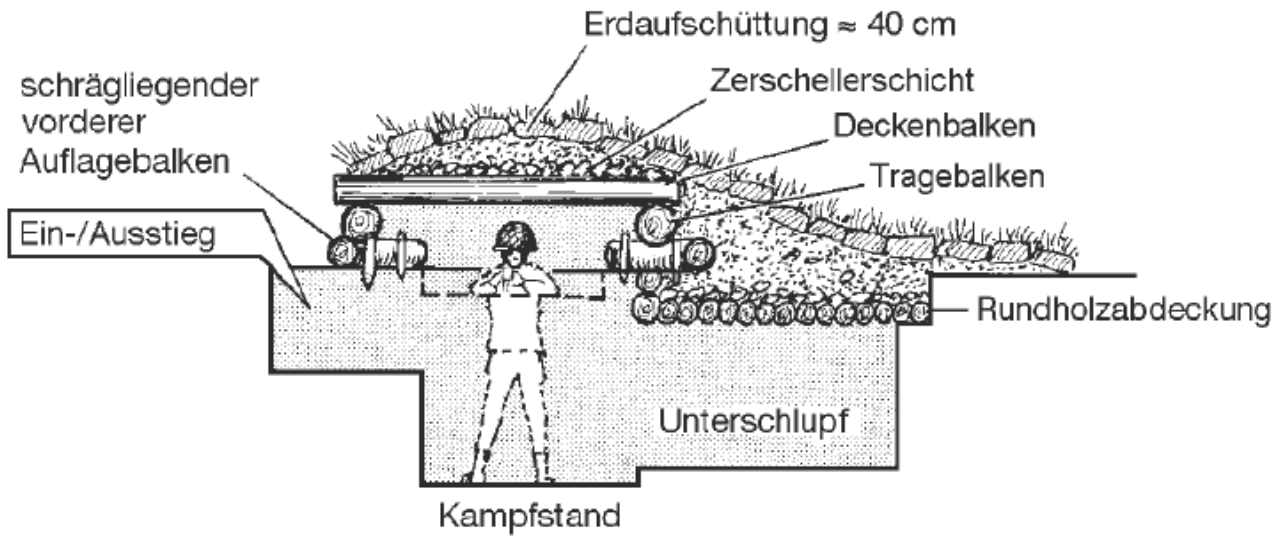 Erdaufschüttung ≈ 40 cm
schrägliegender
vorderer
Auflagebalken
Zerschellerschicht
Deckenbalken
Tragebalken
Ein-/Ausstieg
Rundholzabdeckung
Unterschlupf
Kampfstand